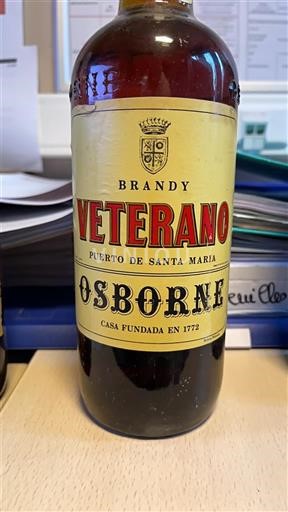 BRANDY
VETERANO
PUERTO DE SANTA MARIA
OSBORNE
CASA FUNDADA EN 1772